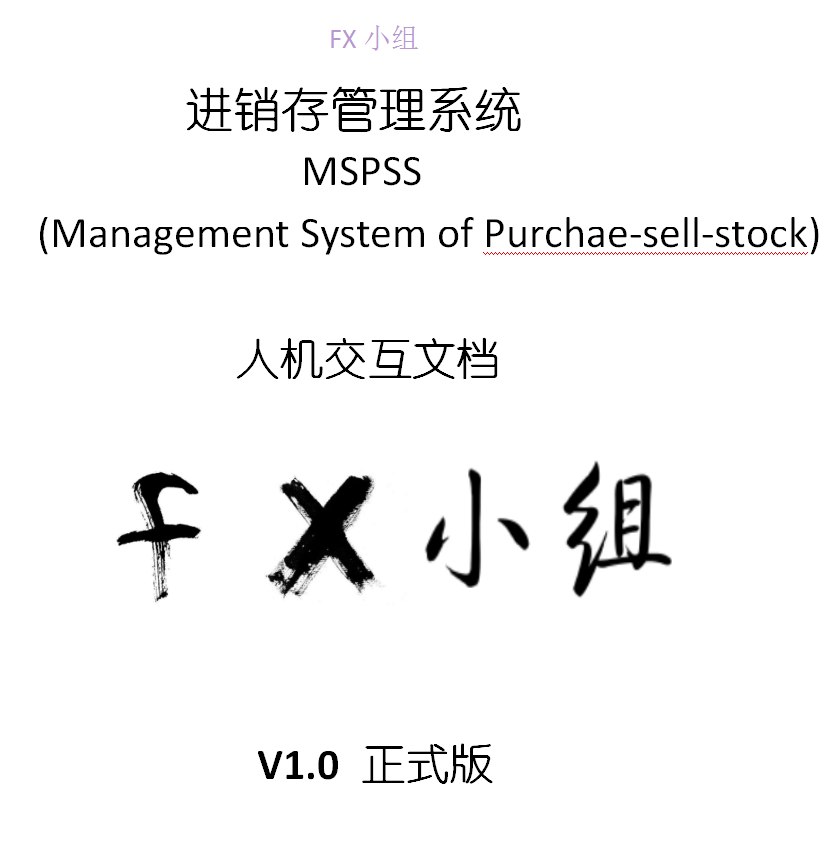 FX 小组
进销存管理系统
MSPSS
(Management System of Purchae-sell-stock)
人机交互文档
f X 小组
V1.0 正式版